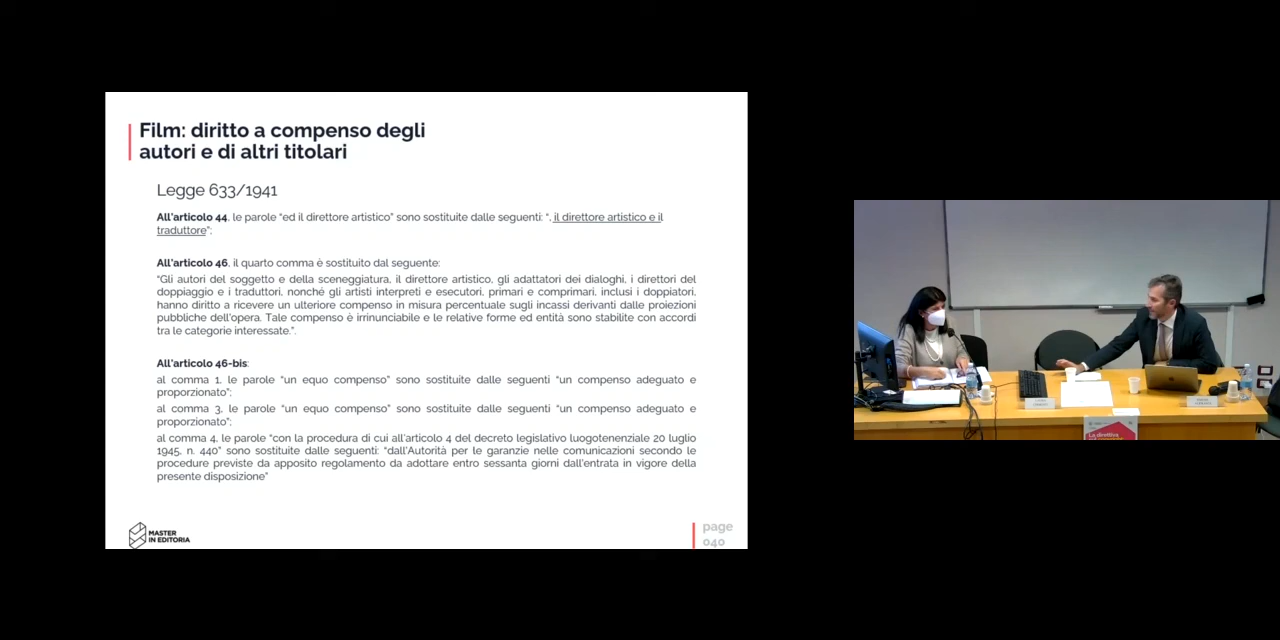 Film: diritto a compenso degli
autori e di altri titolari
Legge 633/1941
All'articolo 44, le parole “ed il direttore artistico” sono sostituite dalle seguenti: “, il direttore artistico e il
traduttore”;
All'articolo 46, il quarto comma è sostituito dal seguente:
“Gli autori del soggetto e della sceneggiatura, il direttore artistico, gli adattatori dei dialoghi, i direttori del
doppiaggio e i traduttori, nonché gli artisti interpreti e esecutori, primari e comprimari, inclusi i doppiatori,
hanno diritto a ricevere un ulteriore compenso in misura percentuale sugli incassi derivanti dalle proiezioni
pubbliche dell'opera. Tale compenso è irrinunciabile e le relative forme ed entità sono stabilite con accordi
tra le categorie interessate.”.
All'articolo 46-bis:
al comma 1, le parole “un equo compenso” sono sostituite dalle seguenti “un compenso adeguato e
proporzionato”;
al comma 3, le parole “un equo compenso” sono sostituite dalle seguenti “un compenso adeguato e
proporzionato”;
al comma 4, le parole “con la procedura di cui all'articolo 4 del decreto legislativo luogotenenziale 20 luglio
1945, n. 440” sono sostituite dalle seguenti: “dall'Autorità per le garanzie nelle comunicazioni secondo le
procedure previste da apposito regolamento da adottare entro sessanta giorni dall'entrata in vigore della
presente disposizione”
MASTER
IN EDITORIA
page
040
La direttiva